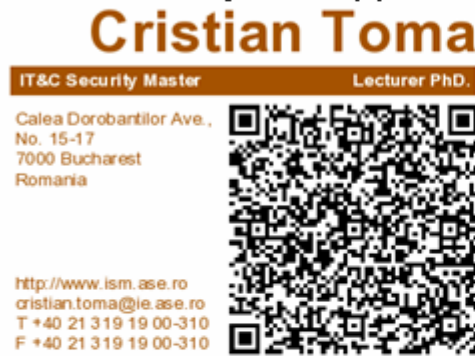 Cristian Toma
IT&C Security Master Lecturer PhD.
Calea Dorobantilor Ave.,
No. 15-17
7000 Bucharest
Romania
http://www.ism.ase.ro
cristian.toma@ie.ase.ro
T +40 21 319 19 00-310
F +40 21 319 19 00-310